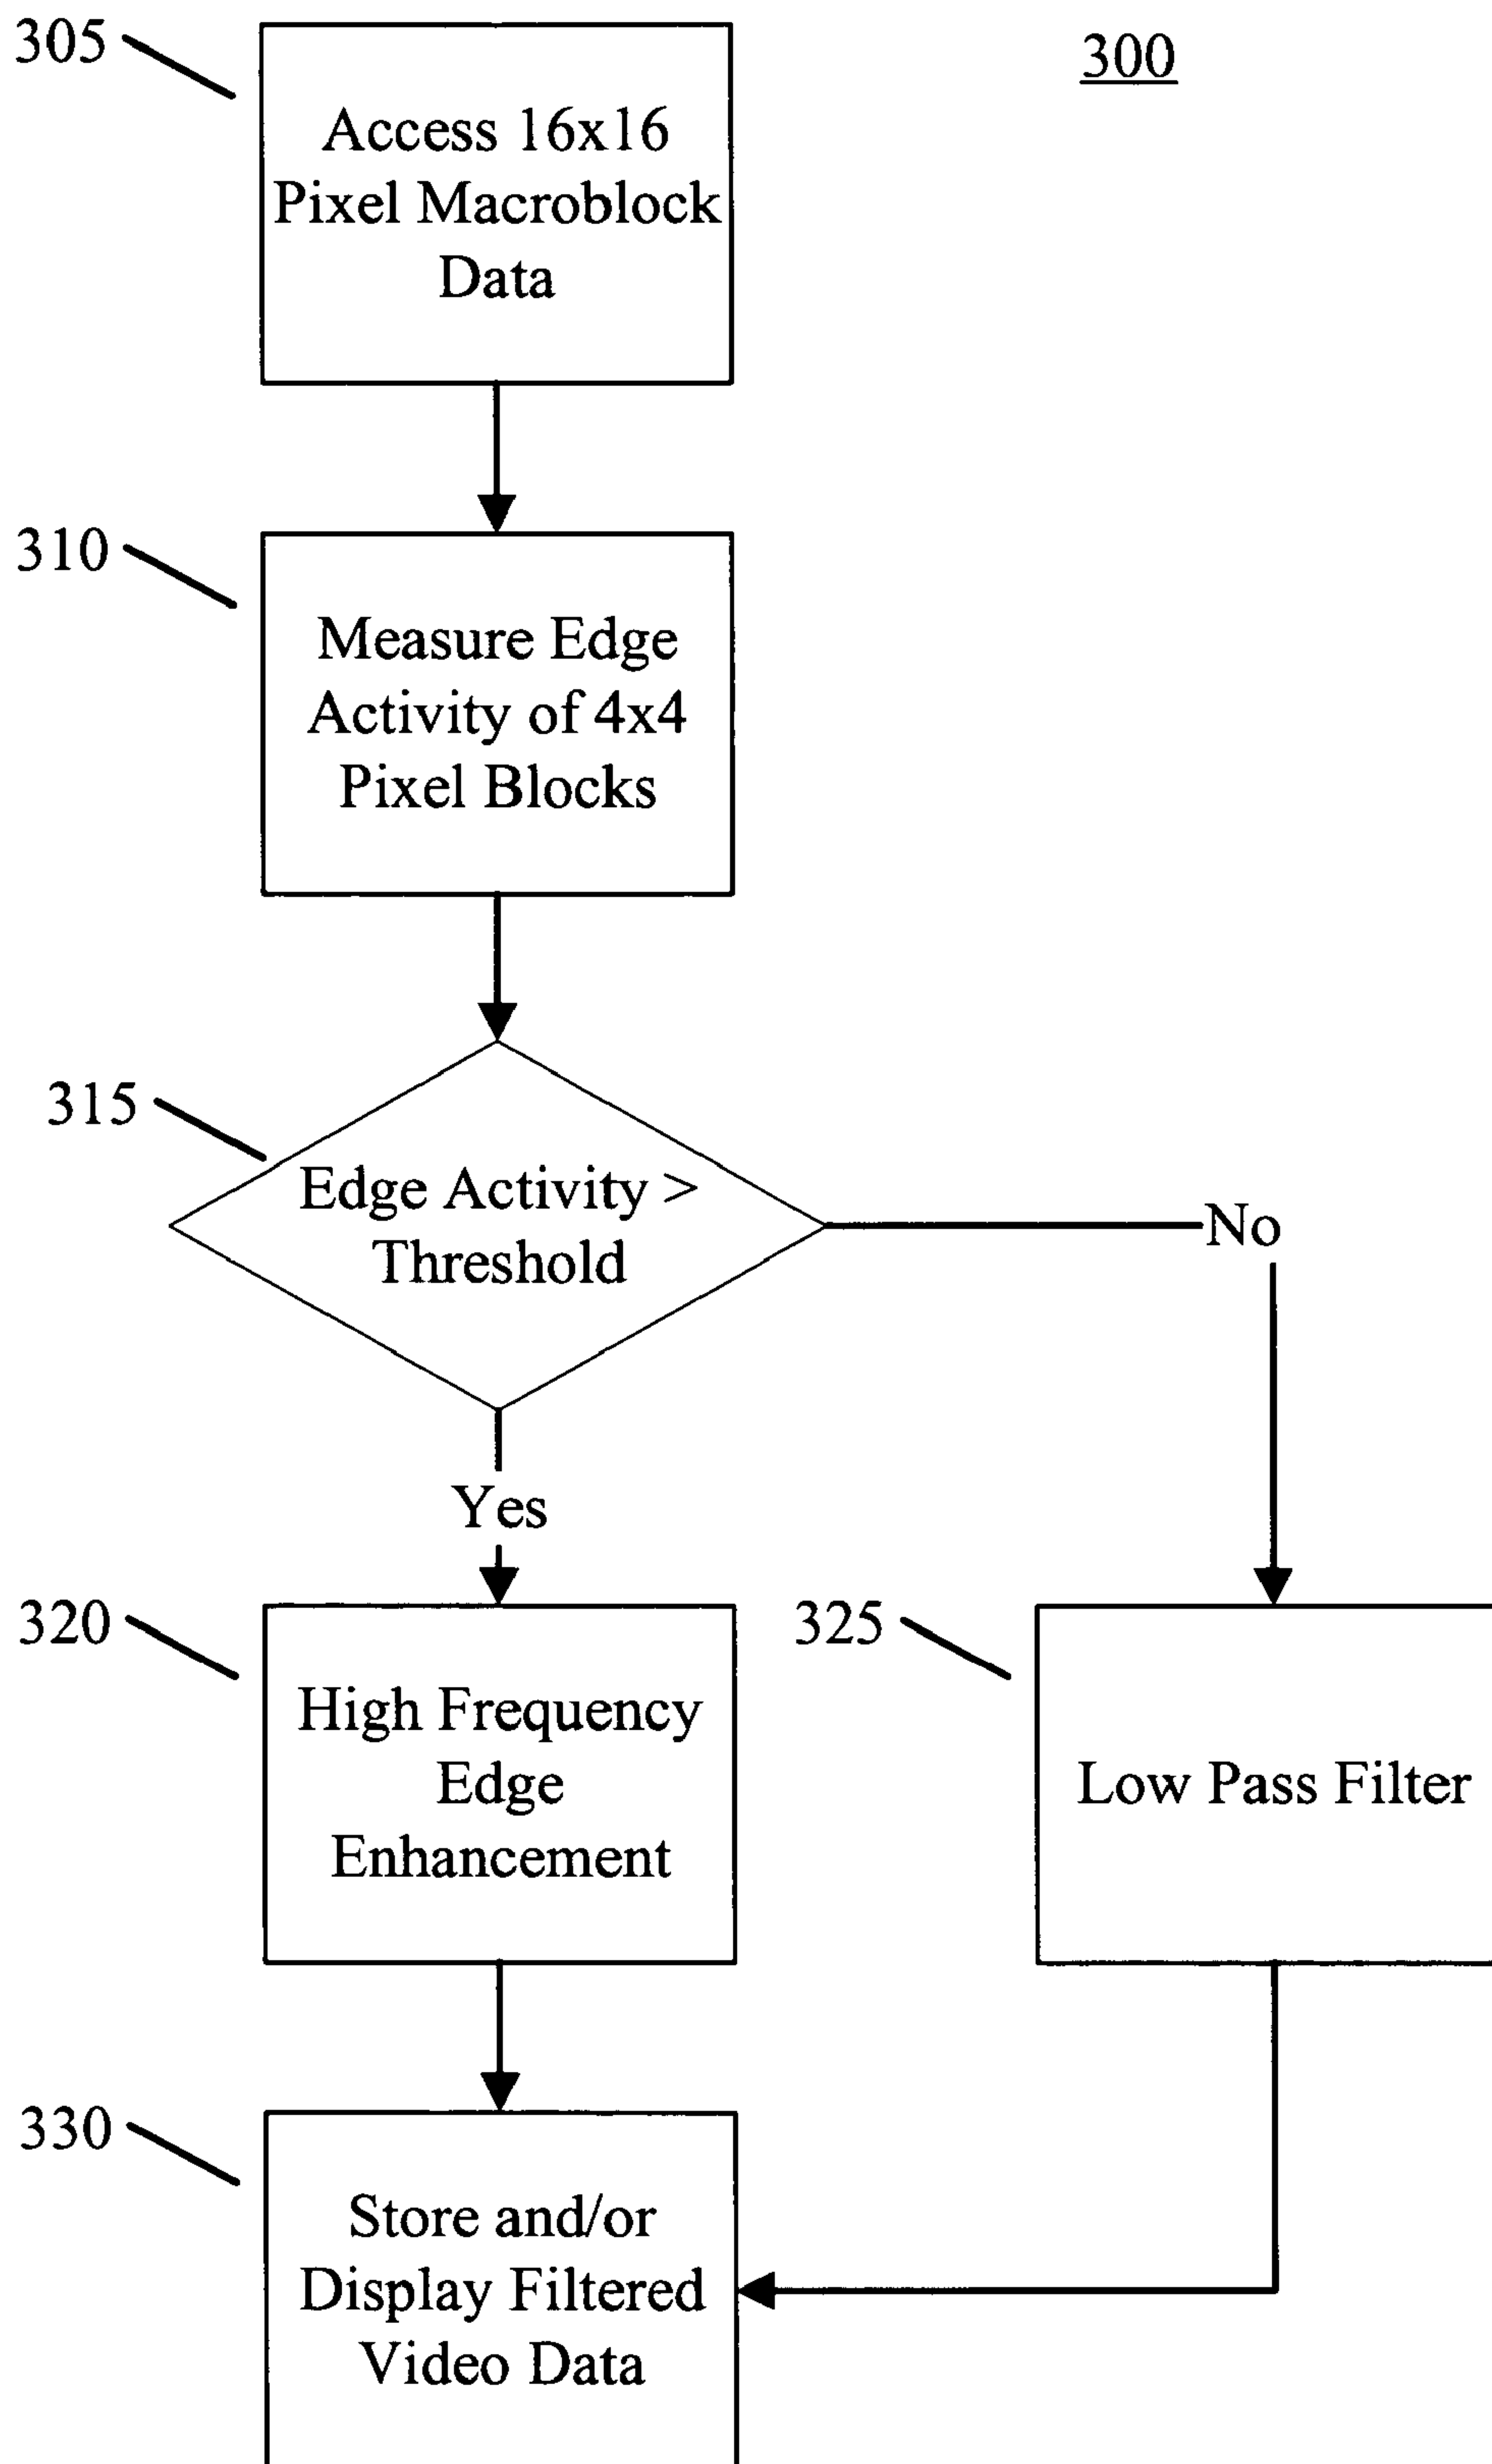 305
300
Access 16x16
Pixel Macroblock
Data
310
Measure Edge
Activity of 4x4
Pixel Blocks
315
Edge Activity >
Threshold
No
Yes
320
High Frequency
Edge
Enhancement
325
Low Pass Filter
330
Store and/or
Display Filtered
Video Data